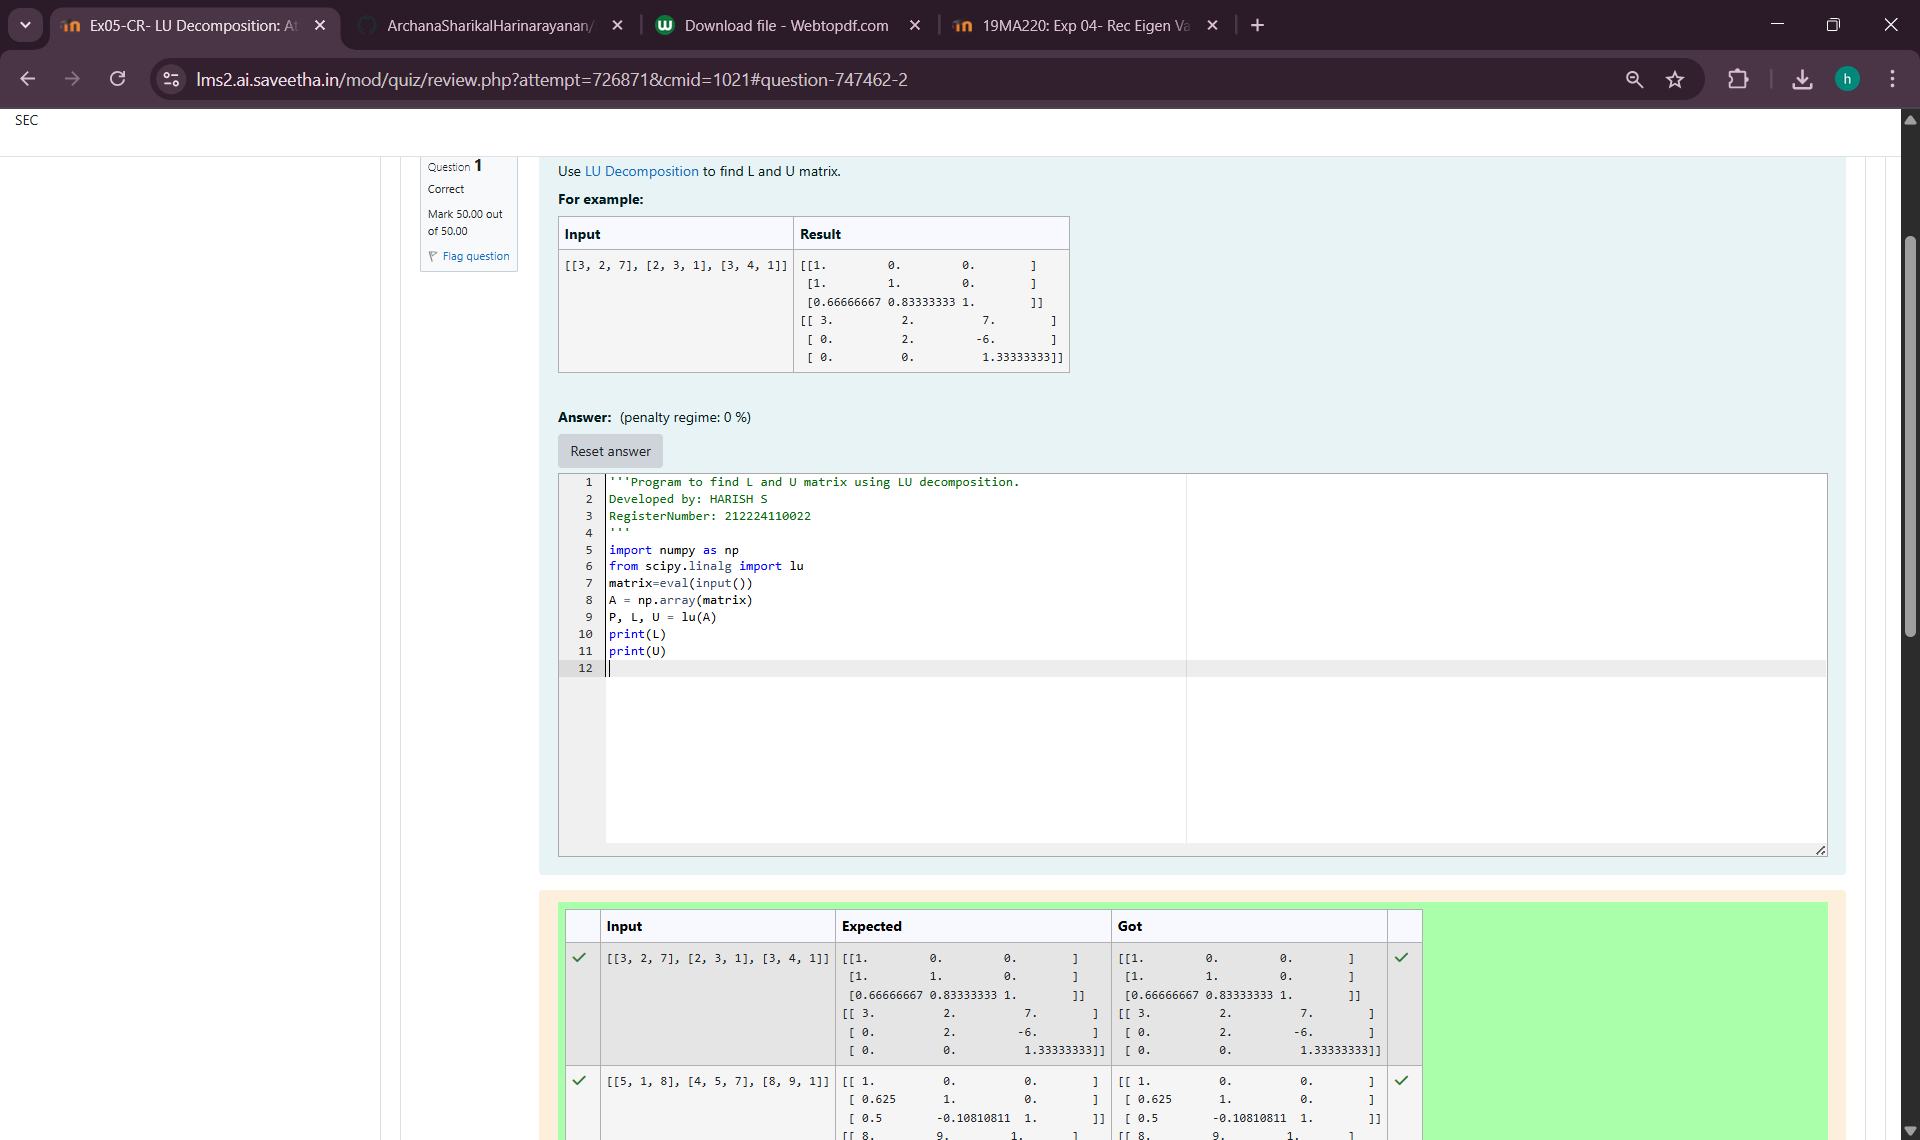 Ex05-CR- LU Decomposition: At
ArchanaSharikalHarinarayanan/
Download file - Webtopdf.com
19MA220: Exp 04- Rec Eigen Va
lms2.ai.saveetha.in/mod/quiz/review.php?attempt=726871&cmid=1021#question-747462-2
h
SEC
Question 1
Correct
Mark 50.00 out
of 50.00
Flag question
Use LU Decomposition to find L and U matrix.
For example:
Input Result
[[3, 2, 7], [2, 3, 1], [3, 4, 1]] [[1. 0. 0. ]
[1. 1. 0. ]
[0.66666667 0.83333333 1. ]]
[[ 3. 2. 7. ]
[ 0. 2. -6. ]
[ 0. 0. 1.33333333]]
Answer: (penalty regime: 0 %)
Reset answer
1 '''Program to find L and U matrix using LU decomposition.
2 Developed by: HARISH S
3 RegisterNumber: 212224110022
4 '''
5 import numpy as np
6 from scipy.linalg import lu
7 matrix=eval(input())
8 A = np.array(matrix)
9 P, L, U = lu(A)
10 print(L)
11 print(U)
12
Input Expected Got
[[3, 2, 7], [2, 3, 1], [3, 4, 1]] [[1. 0. 0. ] [[1. 0. 0. ]
[1. 1. 0. ] [1. 1. 0. ]
[0.66666667 0.83333333 1. ]] [0.66666667 0.83333333 1. ]]
[[ 3. 2. 7. ] [[ 3. 2. 7. ]
[ 0. 2. -6. ] [ 0. 2. -6. ]
[ 0. 0. 1.33333333]] [ 0. 0. 1.33333333]]
[[5, 1, 8], [4, 5, 7], [8, 9, 1]] [[ 1. 0. 0. ] [[ 1. 0. 0. ]
[ 0.625 1. 0. ] [ 0.625 1. 0. ]
[ 0.5 -0.10810811 1. ]] [ 0.5 -0.10810811 1. ]]
[[ 8. 9. 1. ] [[ 8. 9. 1. ]